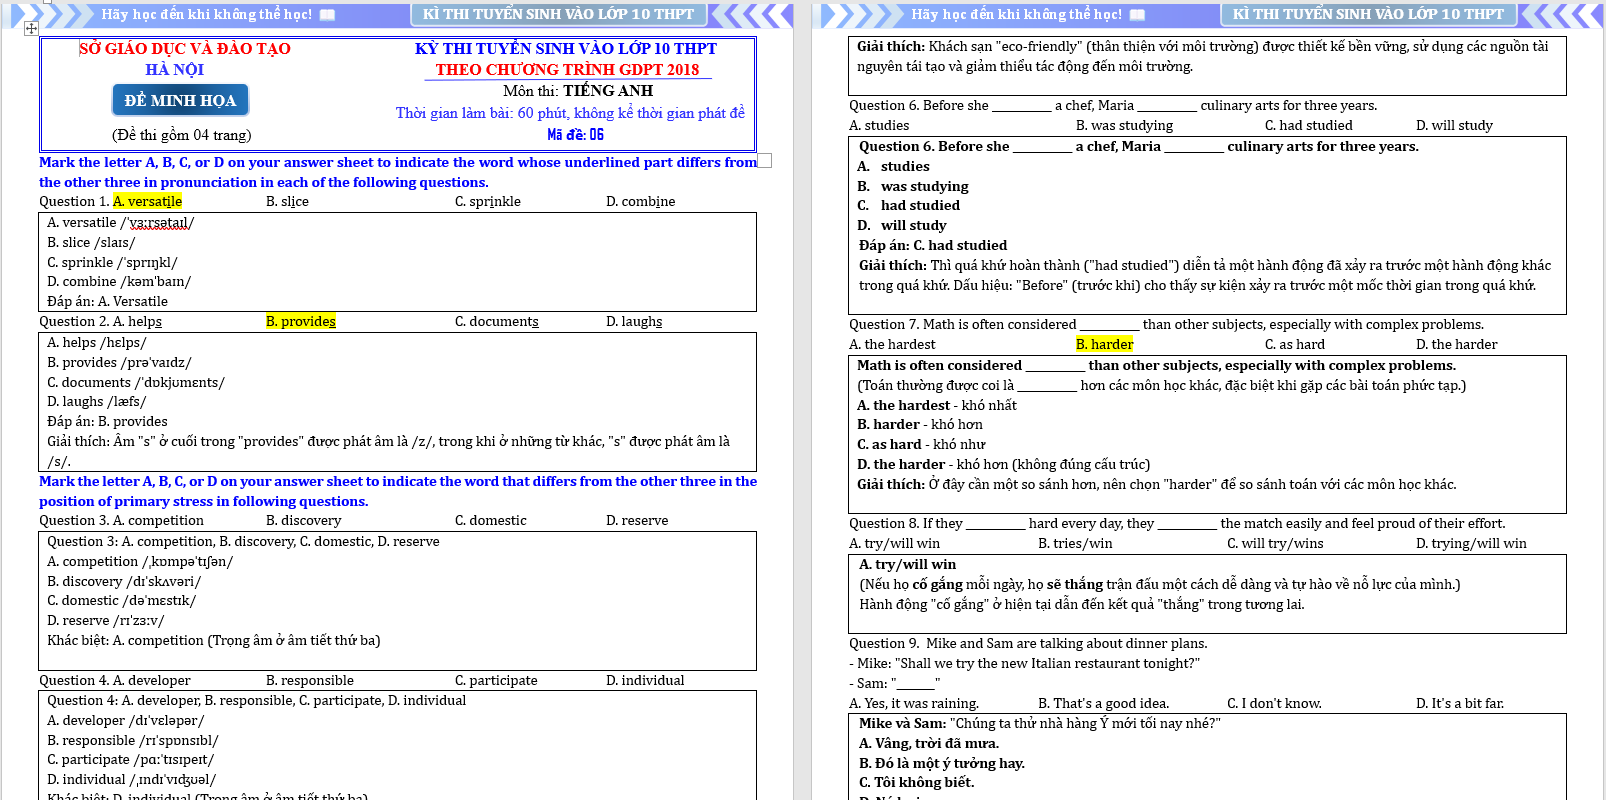 Hãy học đến khi không thể học! 📖 KÌ THI TUYỂN SINH VÀO LỚP 10 THPT
SỞ GIÁO DỤC VÀ ĐÀO TẠO
HÀ NỘI
ĐỀ MINH HỌA
(Đề thi gồm 04 trang)
KỲ THI TUYỂN SINH VÀO LỚP 10 THPT
THEO CHƯƠNG TRÌNH GDPT 2018
Môn thi: TIẾNG ANH
Thời gian làm bài: 60 phút, không kể thời gian phát đề
Mã đề: 06
Mark the letter A, B, C, or D on your answer sheet to indicate the word whose underlined part differs from
the other three in pronunciation in each of the following questions.
Question 1. A. versatile B. slice C. sprinkle D. combine
A. versatile /ˈvɜːrsətaɪl/
B. slice /slaɪs/
C. sprinkle /ˈsprɪŋkl/
D. combine /kəmˈbaɪn/
Đáp án: A. Versatile
Question 2. A. helps B. provides C. documents D. laughs
A. helps /hɛlps/
B. provides /prəˈvaɪdz/
C. documents /ˈdɒkjʊmɛnts/
D. laughs /læfs/
Đáp án: B. provides
Giải thích: Âm "s" ở cuối trong "provides" được phát âm là /z/, trong khi ở những từ khác, "s" được phát âm là
/s/.
Mark the letter A, B, C, or D on your answer sheet to indicate the word that differs from the other three in the
position of primary stress in following questions.
Question 3. A. competition B. discovery C. domestic D. reserve
Question 3: A. competition, B. discovery, C. domestic, D. reserve
A. competition /ˌkɒmpəˈtɪʃən/
B. discovery /dɪˈskʌvəri/
C. domestic /dəˈmɛstɪk/
D. reserve /rɪˈzɜːv/
Khác biệt: A. competition (Trọng âm ở âm tiết thứ ba)
Question 4. A. developer B. responsible C. participate D. individual
Question 4: A. developer, B. responsible, C. participate, D. individual
A. developer /dɪˈvɛləpər/
B. responsible /rɪˈspɒnsɪbl/
C. participate /pɑːˈtɪsɪpeɪt/
D. individual /ˌɪndɪˈvɪʤʊəl/
Khác biệt: D. individual (Trọng âm ở âm tiết thứ ba)
Hãy học đến khi không thể học! 📖 KÌ THI TUYỂN SINH VÀO LỚP 10 THPT
Giải thích: Khách sạn "eco-friendly" (thân thiện với môi trường) được thiết kế bền vững, sử dụng các nguồn tài
nguyên tái tạo và giảm thiểu tác động đến môi trường.
Question 6. Before she _________ a chef, Maria _________ culinary arts for three years.
A. studies B. was studying C. had studied D. will study
Question 6. Before she _________ a chef, Maria _________ culinary arts for three years.
A. studies
B. was studying
C. had studied
D. will study
Đáp án: C. had studied
Giải thích: Thì quá khứ hoàn thành ("had studied") diễn tả một hành động đã xảy ra trước một hành động khác
trong quá khứ. Dấu hiệu: "Before" (trước khi) cho thấy sự kiện xảy ra trước một mốc thời gian trong quá khứ.
Question 7. Math is often considered _________ than other subjects, especially with complex problems.
A. the hardest B. harder C. as hard D. the harder
Math is often considered _________ than other subjects, especially with complex problems.
(Toán thường được coi là _________ hơn các môn học khác, đặc biệt khi gặp các bài toán phức tạp.)
A. the hardest - khó nhất
B. harder - khó hơn
C. as hard - khó như
D. the harder - khó hơn (không đúng cấu trúc)
Giải thích: Ở đây cần một so sánh hơn, nên chọn "harder" để so sánh toán với các môn học khác.
Question 8. If they _________ hard every day, they _________ the match easily and feel proud of their effort.
A. try/will win B. tries/win C. will try/wins D. trying/will win
A. try/will win
(Nếu họ cố gắng mỗi ngày, họ sẽ thắng trận đấu một cách dễ dàng và tự hào về nỗ lực của mình.)
Hành động "cố gắng" ở hiện tại dẫn đến kết quả "thắng" trong tương lai.
Question 9. Mike and Sam are talking about dinner plans.
- Mike: "Shall we try the new Italian restaurant tonight?"
- Sam: "______"
A. Yes, it was raining. B. That's a good idea. C. I don't know. D. It's a bit far.
Mike và Sam: "Chúng ta thử nhà hàng Ý mới tối nay nhé?"
A. Vâng, trời đã mưa.
B. Đó là một ý tưởng hay.
C. Tôi không biết.